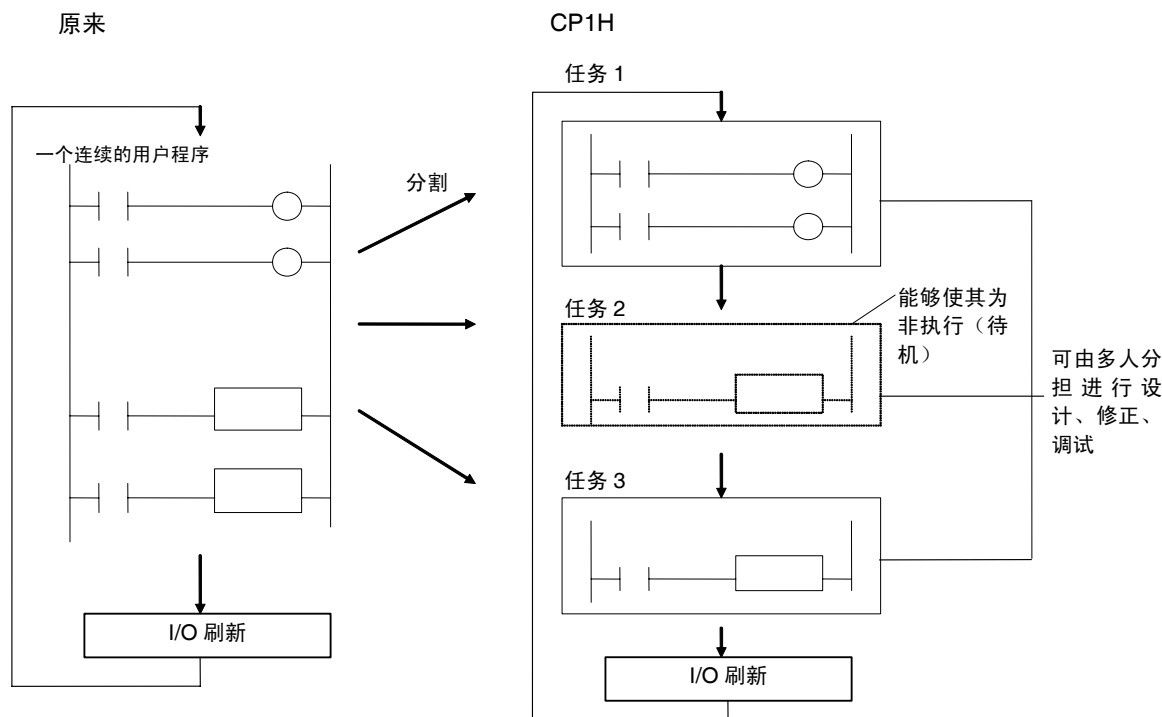 原来
一个连续的用户程序
I/O 刷新
分割
CP1H
任务 1
任务 2
能够使其为
非执行（待
机）
任务 3
I/O 刷新
可由多人分
担进行设
计、修正、
调试